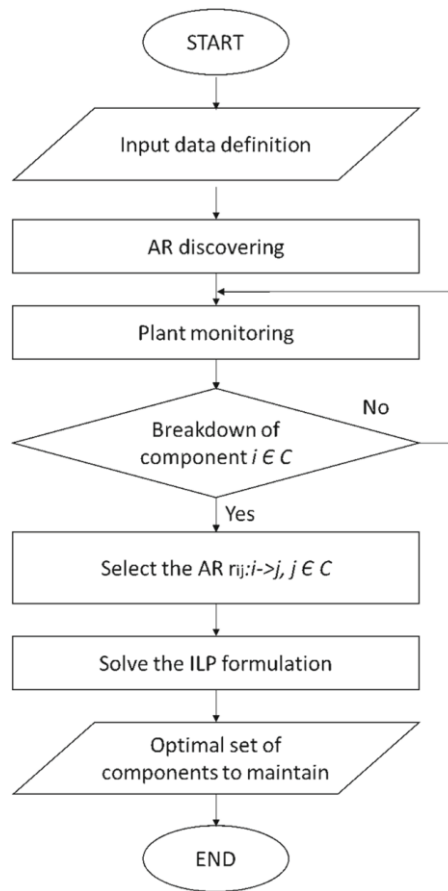 START
Input data definition
AR discovering
Plant monitoring
No
Breakdown of
component i Є C
Yes
Select the AR rij:i->j, j Є C
Solve the ILP formulation
Optimal set of
components to maintain
END